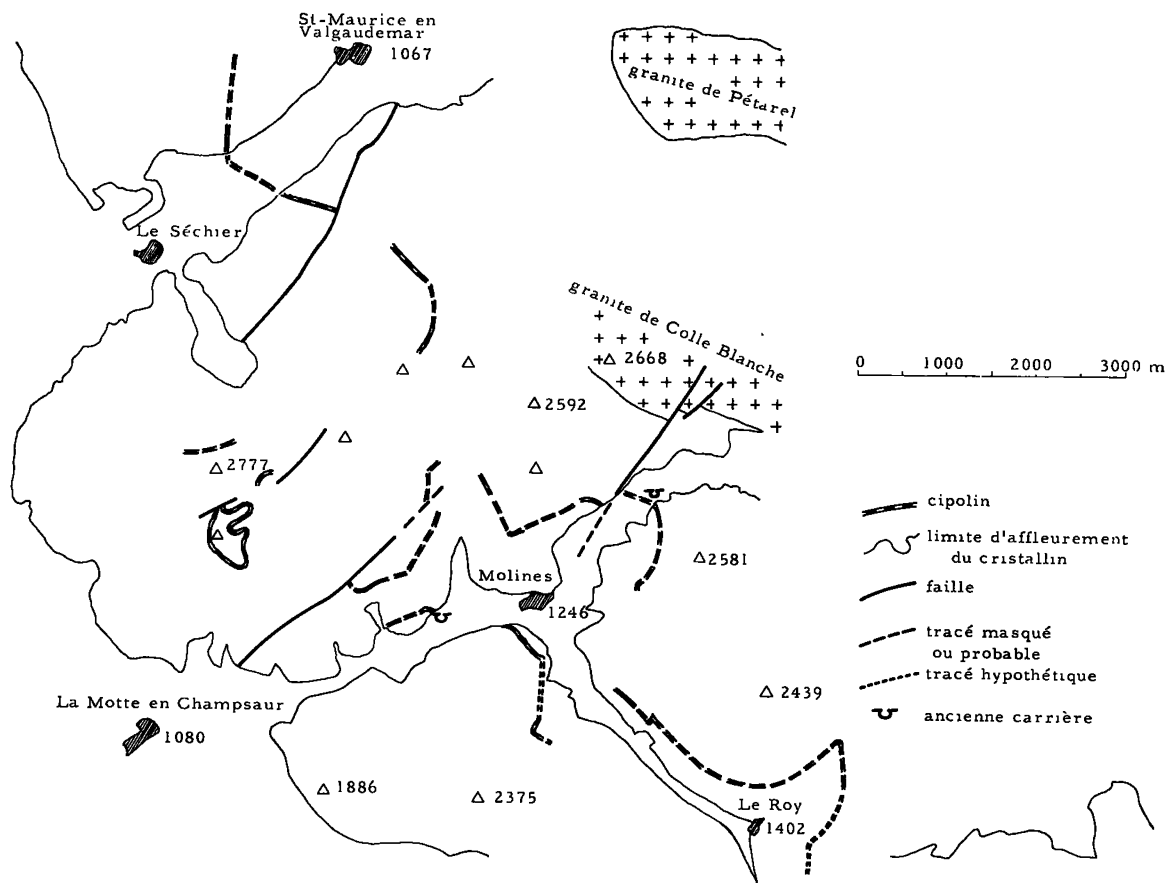 St-Maurice en
Valgaudemar
1067
granite de Pétarel
Le Séchier
granite de Colle Blanche
2668
0 1000 2000 3000 m
2592
2777
cipolin
limite d'affleurement
du cristallin
2581
faille
Molines
1246
tracé masqué
ou probable
tracé hypothétique
2439
La Motte en Champsaur
1080
ancienne carrière
1886
2375
Le Roy
1402